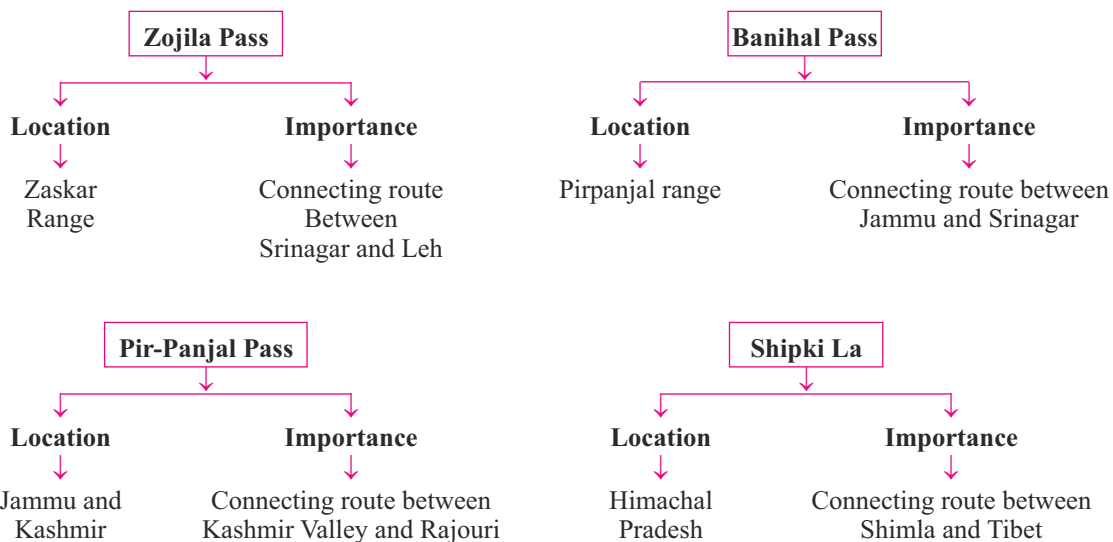 Zojila Pass
Location
Importance
Zaskar
Range
Connecting route
Between
Srinagar and Leh
Banihal Pass
Location
Importance
Pirpanjal range
Connecting route between
Jammu and Srinagar
Pir-Panjal Pass
Location
Importance
Jammu and
Kashmir
Connecting route between
Kashmir Valley and Rajouri
Shipki La
Location
Importance
Himachal
Pradesh
Connecting route between
Shimla and Tibet